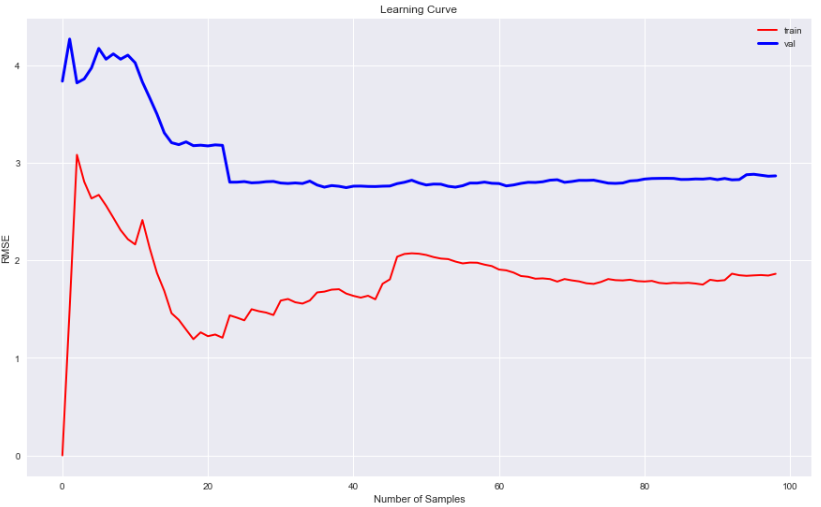 Learning Curve
train
val
4
3
2
1
0
RMSE
0 20 40 60 80 100
Number of Samples